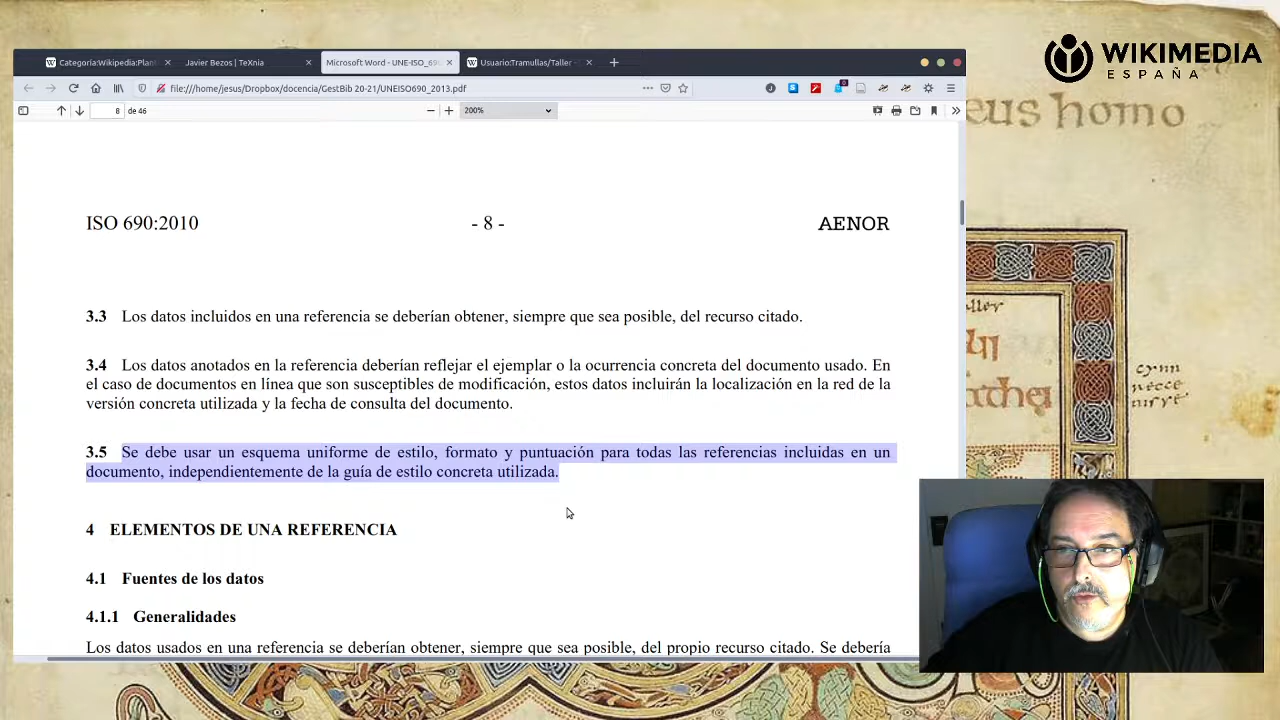 WIKIMEDIA
ESPAÑA
eus homo
Categoría:Wikipedia:Plan
Javier Bezos | TeXnia
Microsoft Word - UNE-ISO_69
Usuario:Tramullas/Taller -
file:///home/jesus/Dropbox/docencia/GestBib 20-21/UNEISO690_2013.pdf
8 de 46
200%
ISO 690:2010
- 8 -
AENOR
3.3 Los datos incluidos en una referencia se deberían obtener, siempre que sea posible, del recurso citado.
3.4 Los datos anotados en la referencia deberían reflejar el ejemplar o la ocurrencia concreta del documento usado. En
el caso de documentos en línea que son susceptibles de modificación, estos datos incluirán la localización en la red de la
versión concreta utilizada y la fecha de consulta del documento.
3.5 Se debe usar un esquema uniforme de estilo, formato y puntuación para todas las referencias incluidas en un
documento, independientemente de la guía de estilo concreta utilizada.
4 ELEMENTOS DE UNA REFERENCIA
4.1 Fuentes de los datos
4.1.1 Generalidades
Los datos usados en una referencia se deberían obtener, siempre que sea posible, del propio recurso citado. Se debería